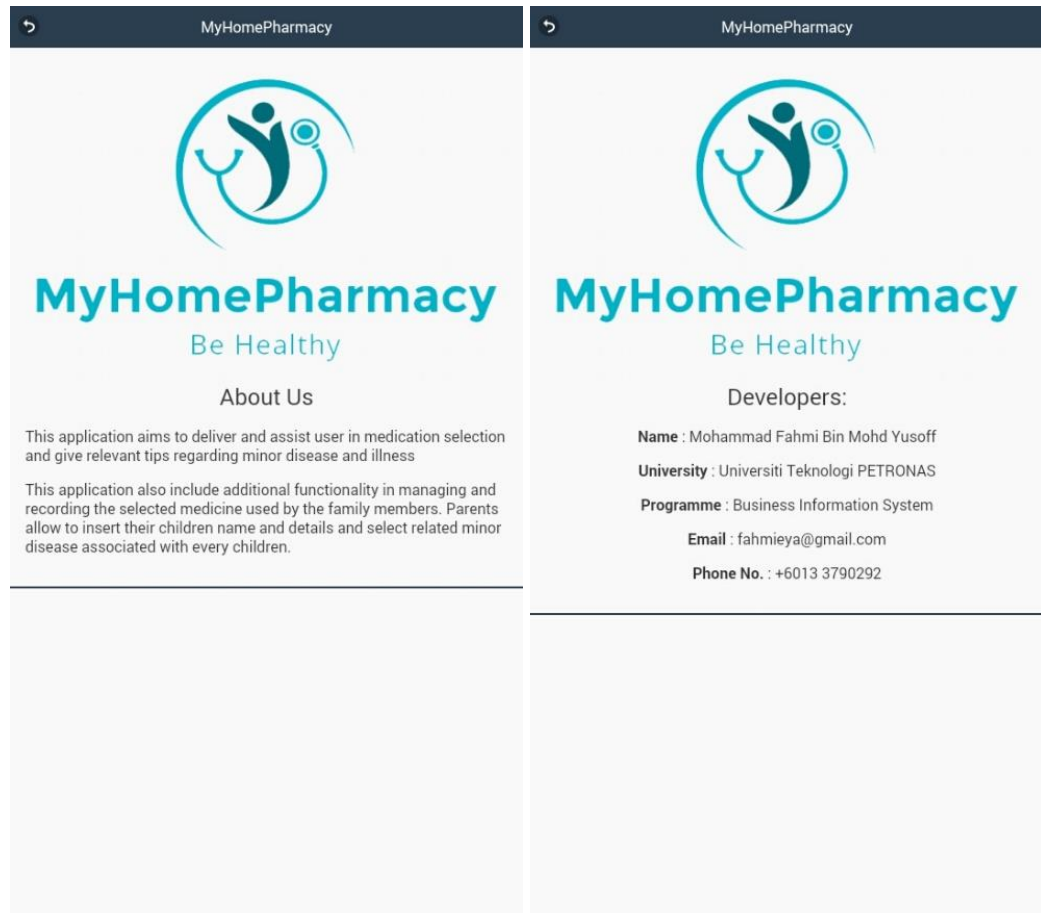 MyHomePharmacy
MyHomePharmacy
Be Healthy
About Us
This application aims to deliver and assist user in medication selection
and give relevant tips regarding minor disease and illness
This application also include additional functionality in managing and
recording the selected medicine used by the family members. Parents
allow to insert their children name and details and select related minor
disease associated with every children.
MyHomePharmacy
MyHomePharmacy
Be Healthy
Developers:
Name : Mohammad Fahmi Bin Mohd Yusoff
University : Universiti Teknologi PETRONAS
Programme : Business Information System
Email : fahmieya@gmail.com
Phone No. : +6013 3790292